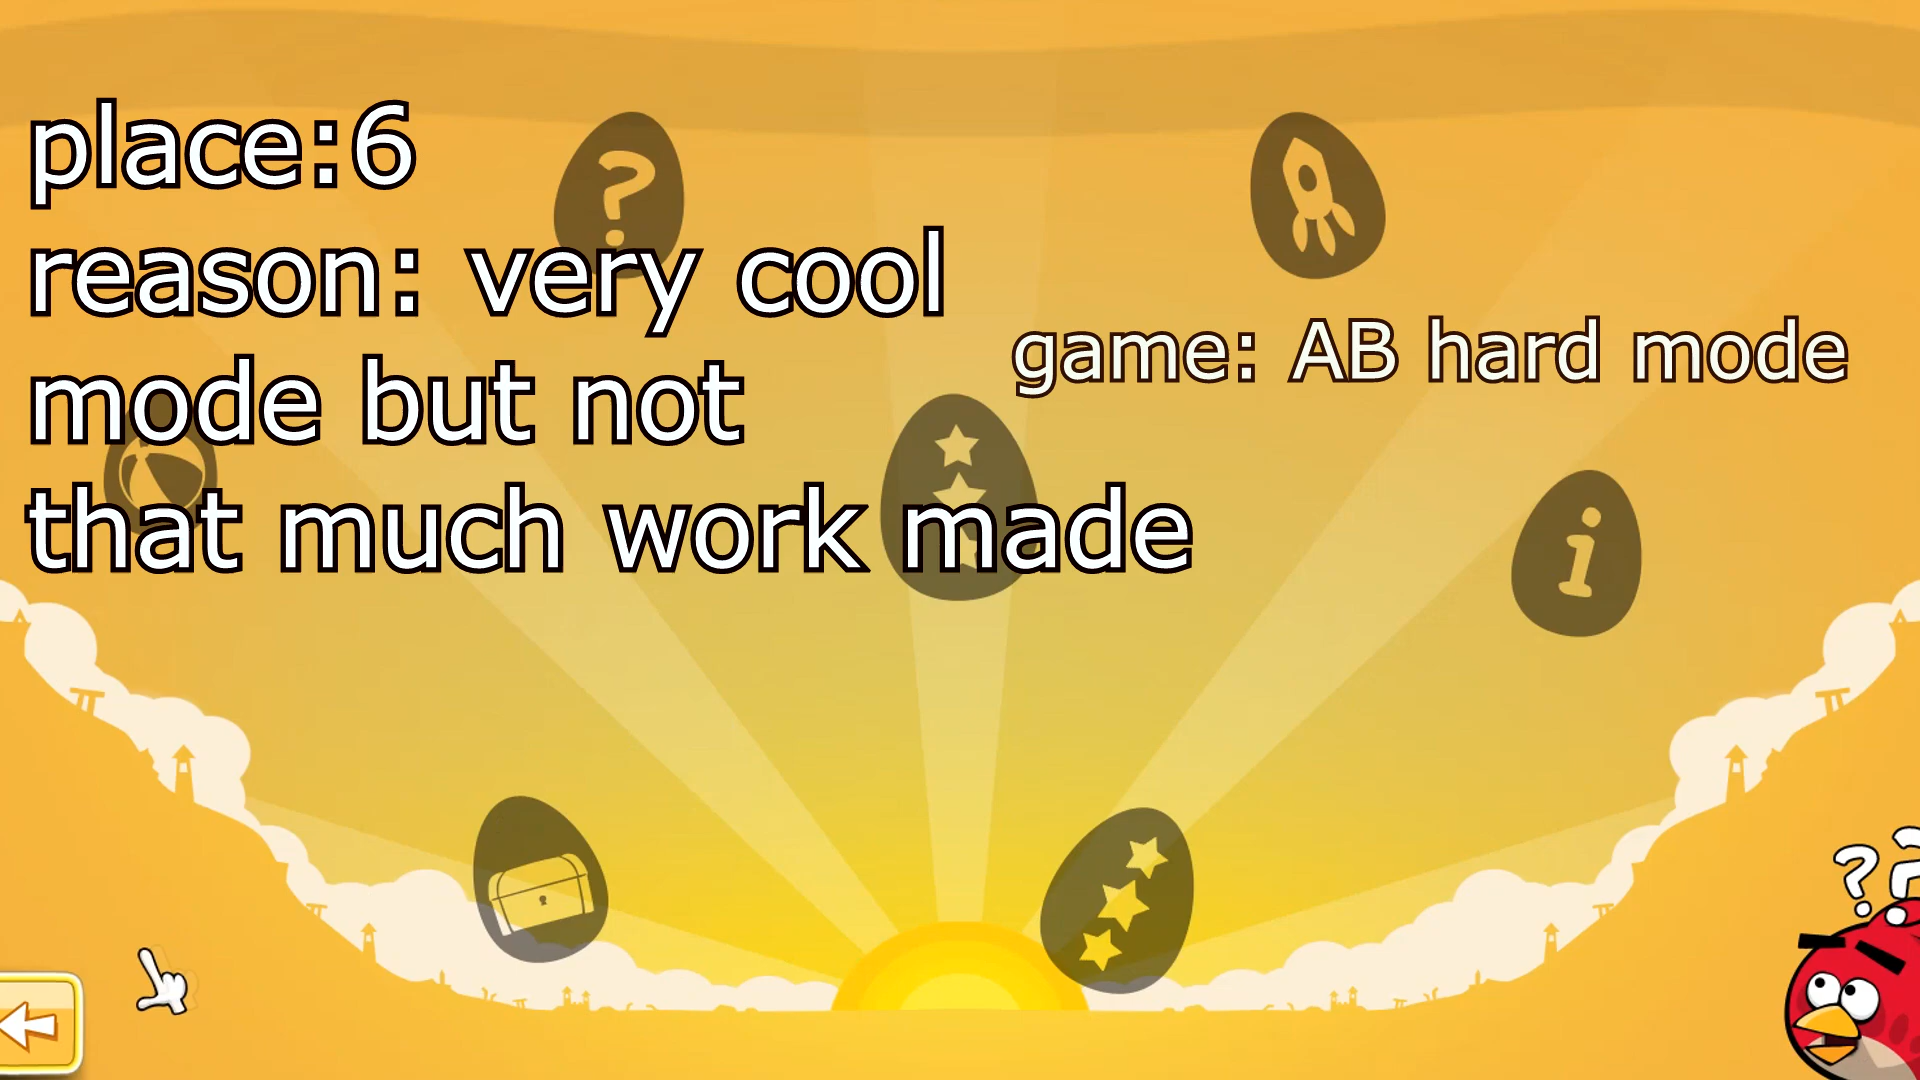 place:6
reason: very cool
mode but not
that much work made
game: AB hard mode
?
i
??